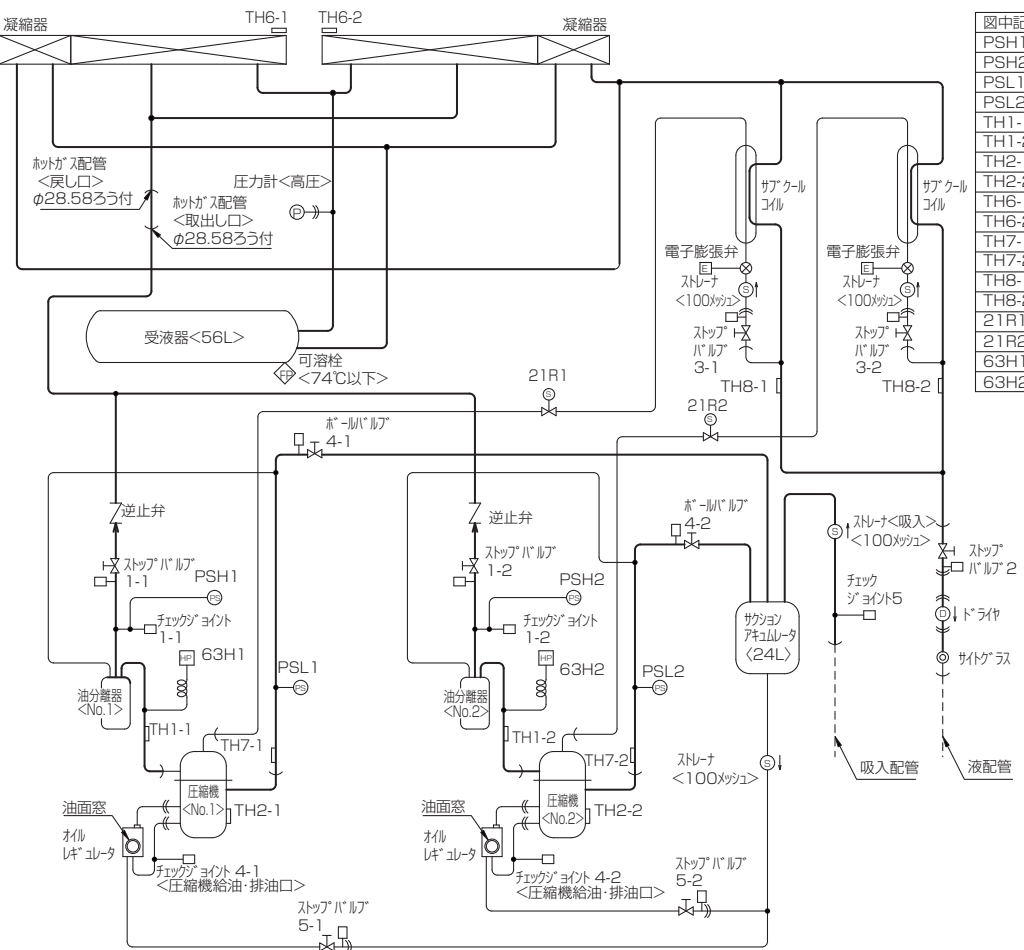 凝縮器
TH6-1
TH6-2
凝縮器
図中記
PSH1
PSH2
PSL1
PSL2
TH1-
TH1-2
TH2-
TH2-2
TH6-
TH6-2
TH7-
TH7-2
TH8-
TH8-2
21R1
21R2
63H1
63H2
ホットガス配管
<戻し口>
φ28.58ろう付
ホットガス配管
<取出し口>
φ28.58ろう付
圧力計<高圧>
P
サブクール
コイル
サブクール
コイル
電子膨張弁
E
ストレーナ
<100メッシュ>
S
ストップ
バルブ
3-1
TH8-1
電子膨張弁
E
ストレーナ
<100メッシュ>
S
ストップ
バルブ
3-2
TH8-2
受液器<56L>
FP
可溶栓
<74℃以下>
21R1
S
21R2
S
ボールバルブ
4-1
逆止弁
ストップバルブ
1-1
PSH1
PS
チェックジョイント
1-1
HP
63H1
油分離器
<No.1>
TH1-1
PSL1
PS
TH7-1
圧縮機
<No.1>
TH2-1
油面窓
オイル
レギュレータ
チェックジョイント 4-1
<圧縮機給油・排油口>
ストップバルブ
5-1
逆止弁
ストップバルブ
1-2
PSH2
PS
チェックジョイント
1-2
HP
63H2
油分離器
<No.2>
TH1-2
PSL2
PS
TH7-2
圧縮機
<No.2>
TH2-2
油面窓
オイル
レギュレータ
チェックジョイント 4-2
<圧縮機給油・排油口>
ストップバルブ
5-2
ボールバルブ
4-2
サクション
アキュムレータ
<24L>
ストレーナ
<100メッシュ>
S
S
ストレーナ<吸入>
<100メッシュ>
チェック
ジョイント5
吸入配管
ストップ
バルブ2
D
ドライヤ
サイトグラス
液配管